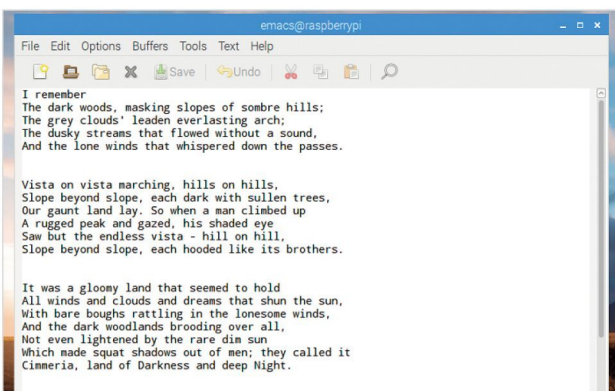 emacs@raspberrypi
File Edit Options Buffers Tools Text Help
Save Undo
I remember
The dark woods, masking slopes of sombre hills;
The grey clouds' leaden everlasting arch;
The dusky streams that flowed without a sound,
And the lone winds that whispered down the passes.
Vista on vista marching, hills on hills,
Slope beyond slope, each dark with sullen trees,
Our gaunt land lay. So when a man climbed up
A rugged peak and gazed, his shaded eye
Saw but the endless vista - hill on hill,
Slope beyond slope, each hooded like its brothers.
It was a gloomy land that seemed to hold
All winds and clouds and dreams that shun the sun,
With bare boughs rattling in the lonesome winds,
And the dark woodlands brooding over all,
Not even lightened by the rare dim sun
Which made squat shadows out of men; they called it
Cimmeria, land of Darkness and deep Night.